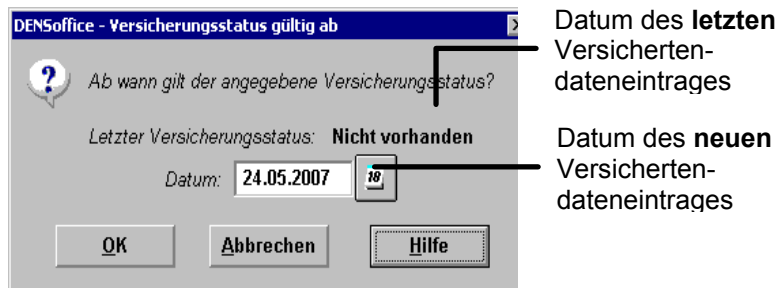 DENSoffice - Versicherungsstatus gültig ab
Ab wann gilt der angegebene Versicherungsstatus?
Letzter Versicherungsstatus: Nicht vorhanden
Datum: 24.05.2007 18
OK Abbrechen Hilfe
Datum des letzten
Versicherten-
dateneintrages
Datum des neuen
Versicherten-
dateneintrages